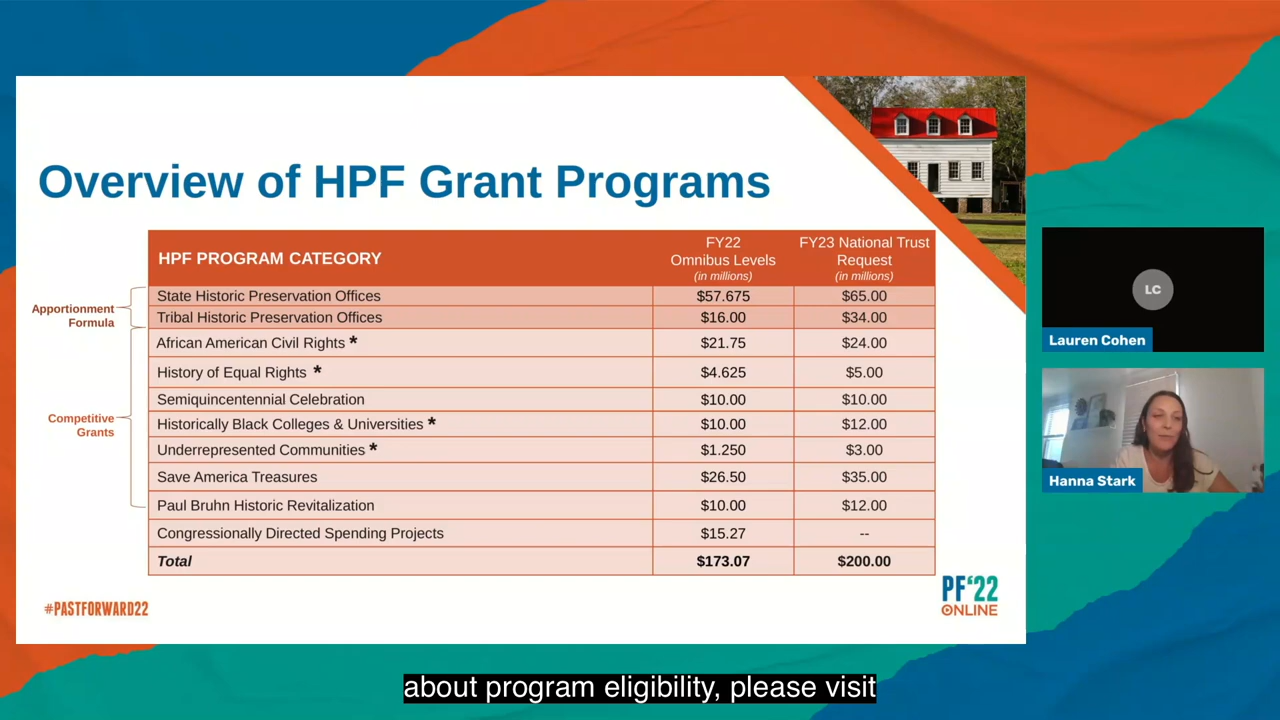 Overview of HPF Grant Programs
HPF PROGRAM CATEGORY
FY22
Omnibus Levels
(in millions)
FY23 National Trust
Request
(in millions)
Apportionment
Formula
State Historic Preservation Offices $57.675 $65.00
Tribal Historic Preservation Offices $16.00 $34.00
Competitive
Grants
African American Civil Rights * $21.75 $24.00
History of Equal Rights * $4.625 $5.00
Semiquincentennial Celebration $10.00 $10.00
Historically Black Colleges & Universities * $10.00 $12.00
Underrepresented Communities * $1.250 $3.00
Save America Treasures $26.50 $35.00
Paul Bruhn Historic Revitalization $10.00 $12.00
Congressionally Directed Spending Projects $15.27 --
Total $173.07 $200.00
#PASTFORWARD22
PF'22
ONLINE
LC
Lauren Cohen
Hanna Stark
about program eligibility, please visit